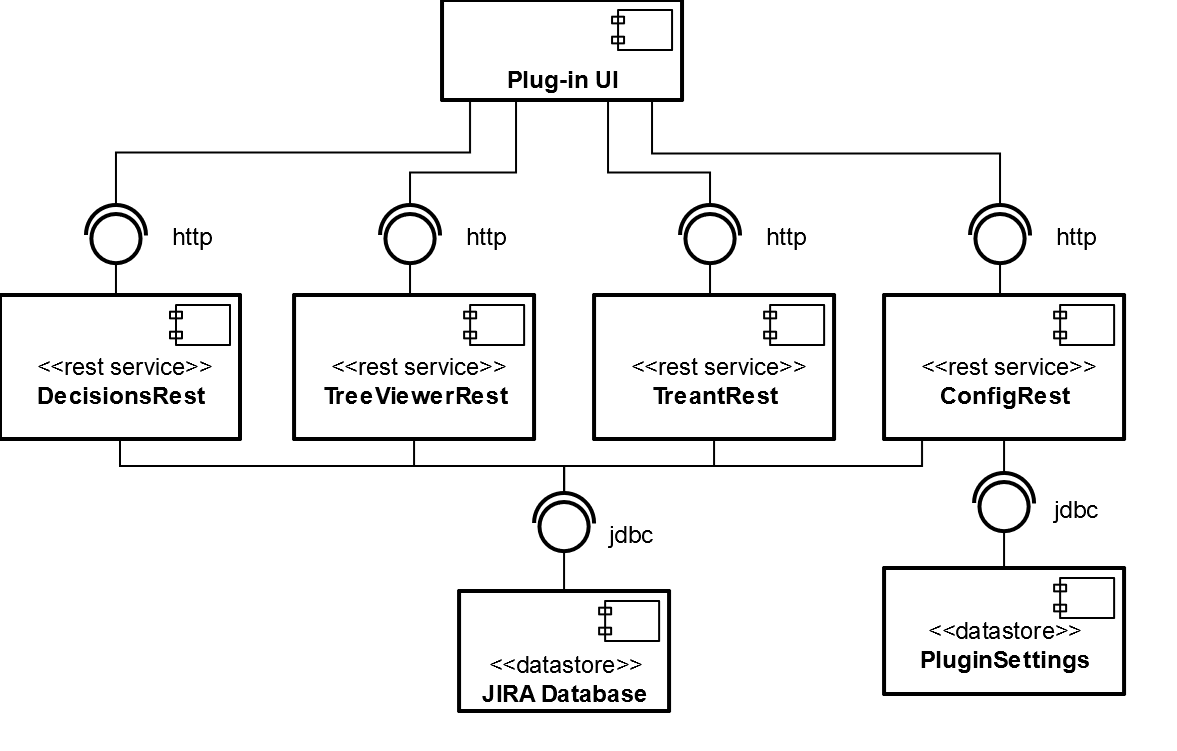 Plug-in UI
http
http
http
http
<<rest service>>
DecisionsRest
<<rest service>>
TreeViewerRest
<<rest service>>
TreantRest
<<rest service>>
ConfigRest
jdbc
jdbc
<<datastore>>
JIRA Database
<<datastore>>
PluginSettings